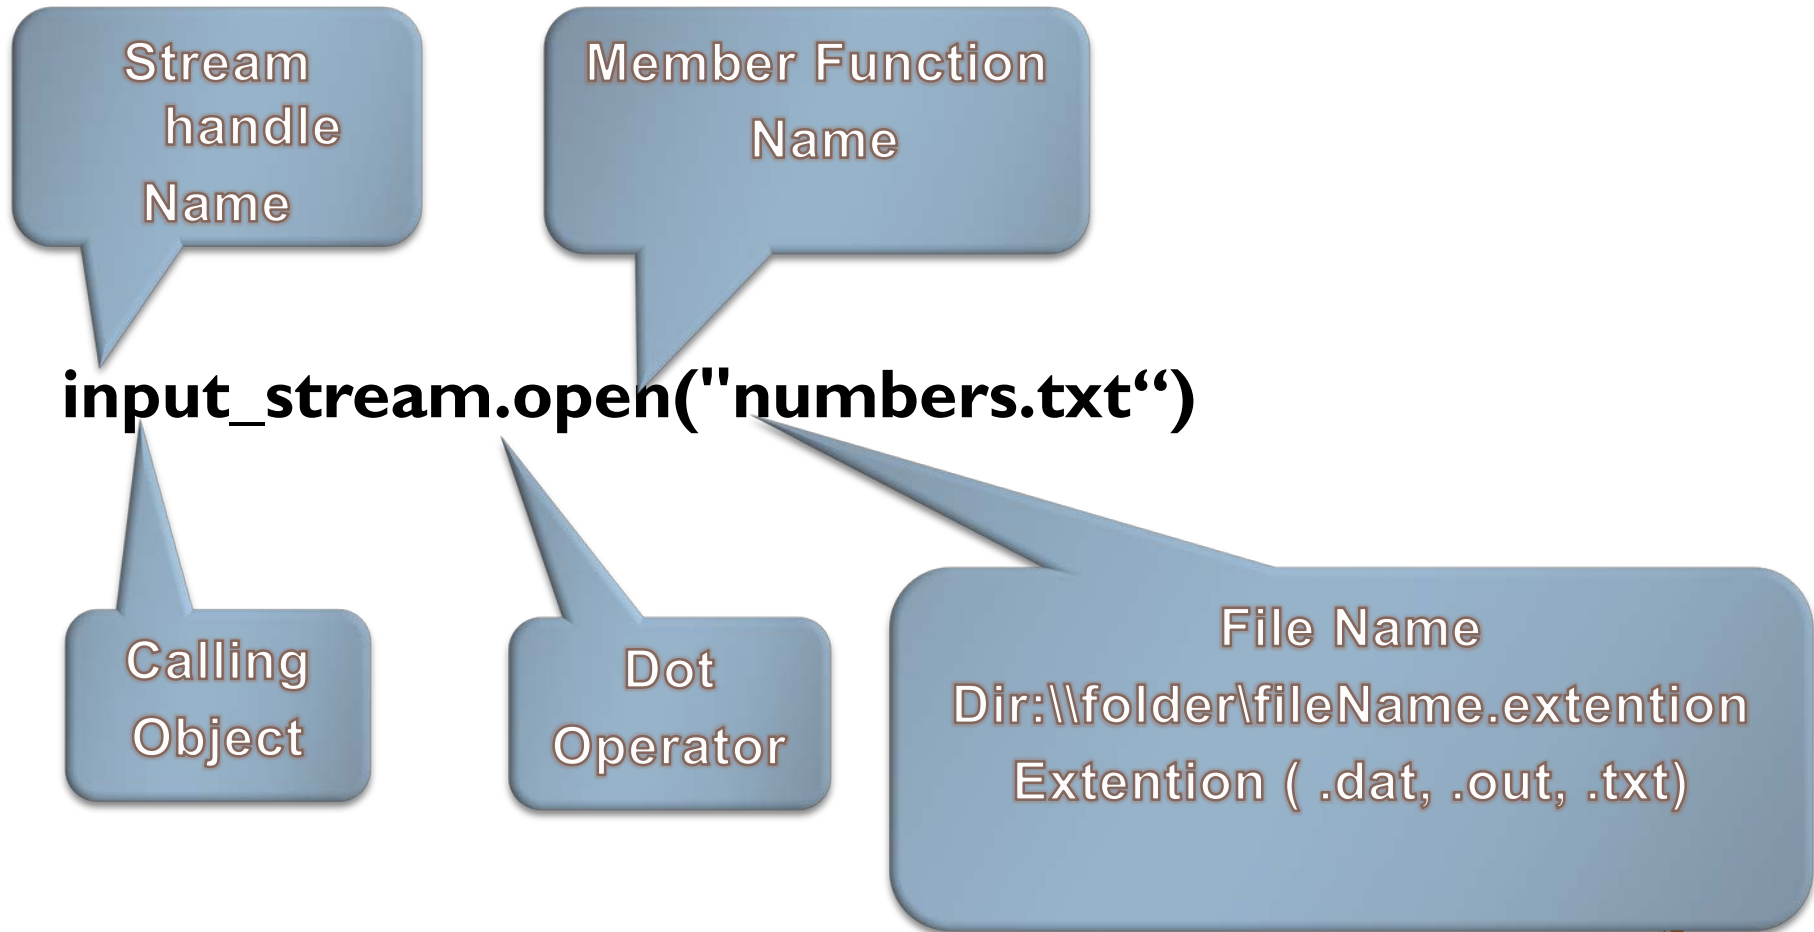 Stream
handle
Name
Member Function
Name
input_stream.open("numbers.txt“)
Calling
Object
Dot
Operator
File Name
Dir:\\folder\fileName.extention
Extention ( .dat, .out, .txt)